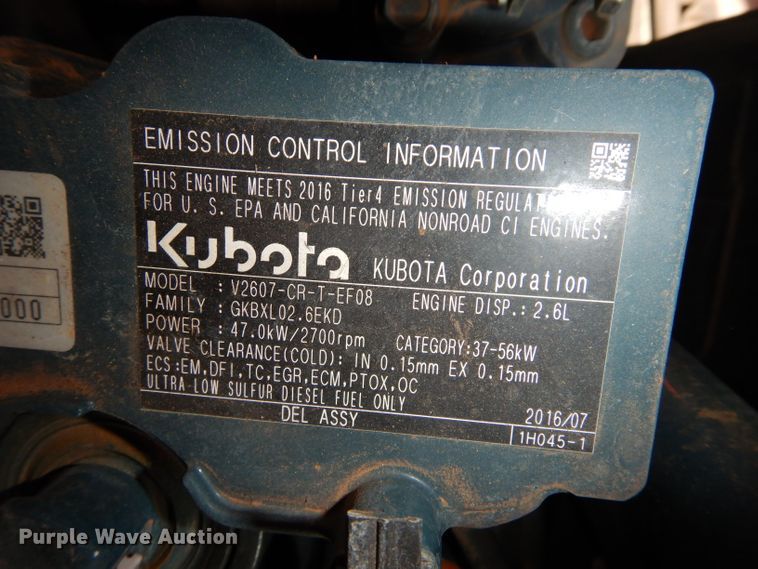 EMISSION CONTROL INFORMATION
THIS ENGINE MEETS 2016 Tier4 EMISSION
FOR U. S. EPA AND CALIFORNIA NONROAD CI ENGINES.
Kubota KUBOTA Corporation
MODEL : V2607-CR-T-EF08 ENGINE DISP.: 2.6L
FAMILY : GKBXL02.6EKD
POWER : 47.0kW/2700rpm CATEGORY:37-56kW
VALVE CLEARANCE(COLD): IN 0.15mm EX 0.15mm
ECS:EM,DFI,TC,EGR,ECM,PTOX,OC
ULTRA LOW SULFUR DIESEL FUEL ONLY
DEL ASSY 2016/07
1H045-1
000
Purple Wave Auction